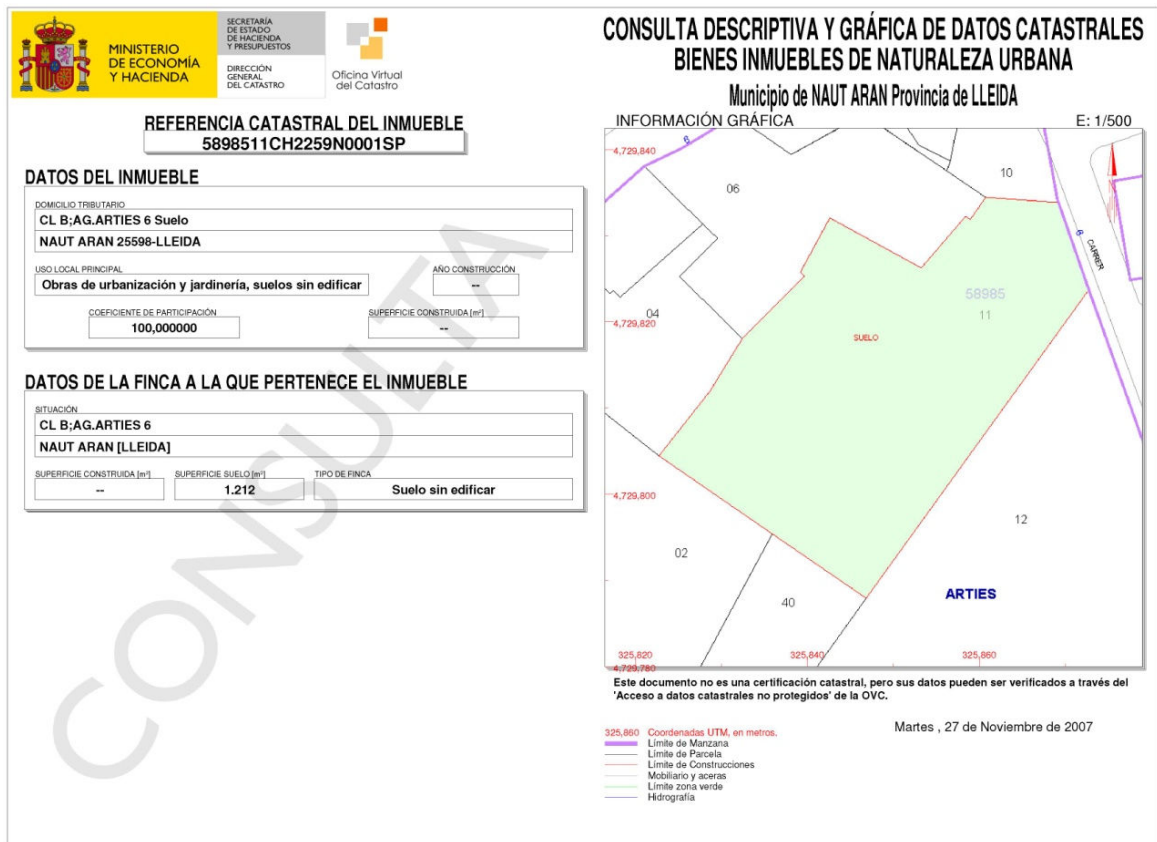 MINISTERIO
DE ECONOMÍA
Y HACIENDA
SECRETARÍA
DE ESTADO
DE HACIENDA
Y PRESUPUESTOS
DIRECCIÓN
GENERAL
DEL CATASTRO
Oficina Virtual
del Catastro
REFERENCIA CATASTRAL DEL INMUEBLE
5898511CH2259N0001SP
DATOS DEL INMUEBLE
DOMICILIO TRIBUTARIO
CL B;AG.ARTIES 6 Suelo
NAUT ARAN 25598-LLEIDA
USO LOCAL PRINCIPAL
Obras de urbanización y jardinería, suelos sin edificar
AÑO CONSTRUCCIÓN
--
COEFICIENTE DE PARTICIPACIÓN
100,000000
SUPERFICIE CONSTRUIDA [m²]
--
DATOS DE LA FINCA A LA QUE PERTENECE EL INMUEBLE
SITUACIÓN
CL B;AG.ARTIES 6
NAUT ARAN [LLEIDA]
SUPERFICIE CONSTRUIDA [m²]
--
SUPERFICIE SUELO [m²]
1.212
TIPO DE FINCA
Suelo sin edificar
CONSULTA
CONSULTA DESCRIPTIVA Y GRÁFICA DE DATOS CATASTRALES
BIENES INMUEBLES DE NATURALEZA URBANA
Municipio de NAUT ARAN Provincia de LLEIDA
INFORMACIÓN GRÁFICA
E: 1/500
6
4,729,840
10
06
6
CARRER
58985
11
04
4,729,820
SUELO
4,729,800
12
02
ARTIES
40
325,820
325,840
325,860
4,729,780
Este documento no es una certificación catastral, pero sus datos pueden ser verificados a través del
'Acceso a datos catastrales no protegidos' de la OVC.
Martes , 27 de Noviembre de 2007
325,860 Coordenadas UTM, en metros.
Límite de Manzana
Límite de Parcela
Límite de Construcciones
Mobiliario y aceras
Límite zona verde
Hidrografía